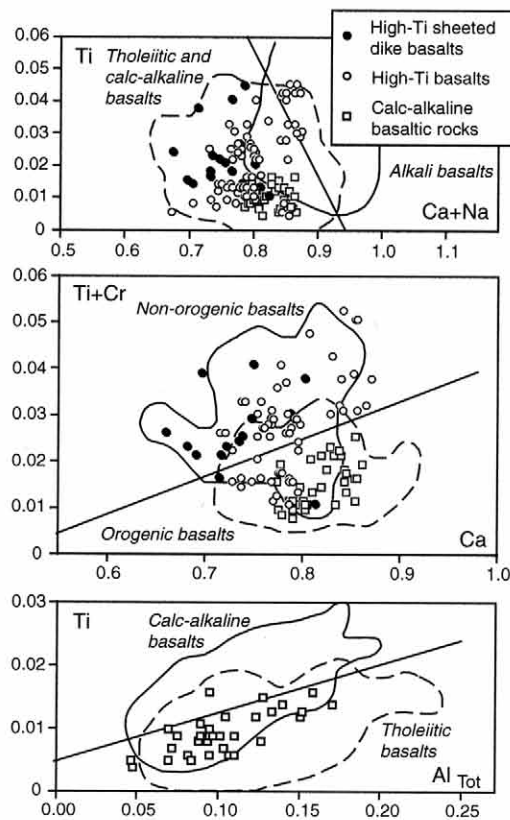 High-Ti sheeted
dike basalts
High-Ti basalts
Calc-alkaline
basaltic rocks
0.06
0.05
0.04
0.03
0.02
0.01
0
Ti
Tholeiitic and
calc-alkaline
basalts
Alkali basalts
Ca+Na
0.5 0.6 0.7 0.8 0.9 1.0 1.1
0.06
0.05
0.04
0.03
0.02
0.01
0
Ti+Cr
Non-orogenic basalts
Orogenic basalts
Ca
0.6 0.7 0.8 0.9 1.0
0.03
0.02
0.01
0
Ti
Calc-alkaline
basalts
Tholeiitic
basalts
Al Tot
0.00 0.05 0.10 0.15 0.20 0.25